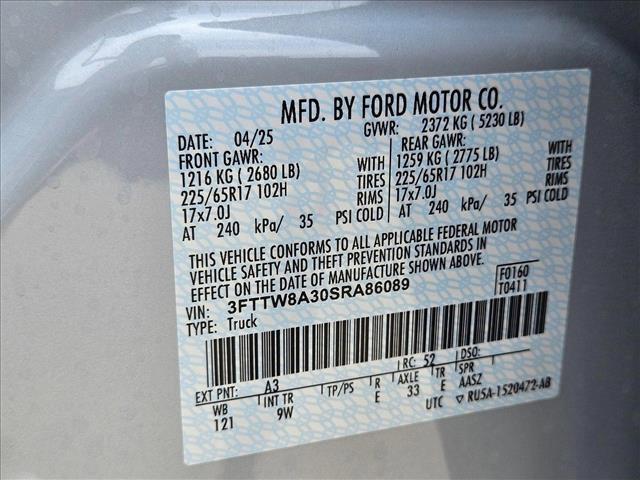 MFD. BY FORD MOTOR CO.
DATE: 04/25 GVWR: 2372 KG ( 5230 LB)
FRONT GAWR: REAR GAWR:
1216 KG ( 2680 LB) WITH 1259 KG ( 2775 LB) WITH
225/65R17 102H TIRES 225/65R17 102H TIRES
17x7.0J RIMS 17x7.0J RIMS
AT 240 kPa/ 35 PSI COLD AT 240 kPa/ 35 PSI COLD
THIS VEHICLE CONFORMS TO ALL APPLICABLE FEDERAL MOTOR
VEHICLE SAFETY AND THEFT PREVENTION STANDARDS IN
EFFECT ON THE DATE OF MANUFACTURE SHOWN ABOVE.
VIN: 3FTTW8A30SRA86089 F0160
TYPE: Truck T0411
EXT PNT: A3 RC: 52 DSO:
WB INT TR TP/PS R AXLE TR SPR
121 9W E 33 E AASZ
UTC ▽ RU5A-1520472-AB